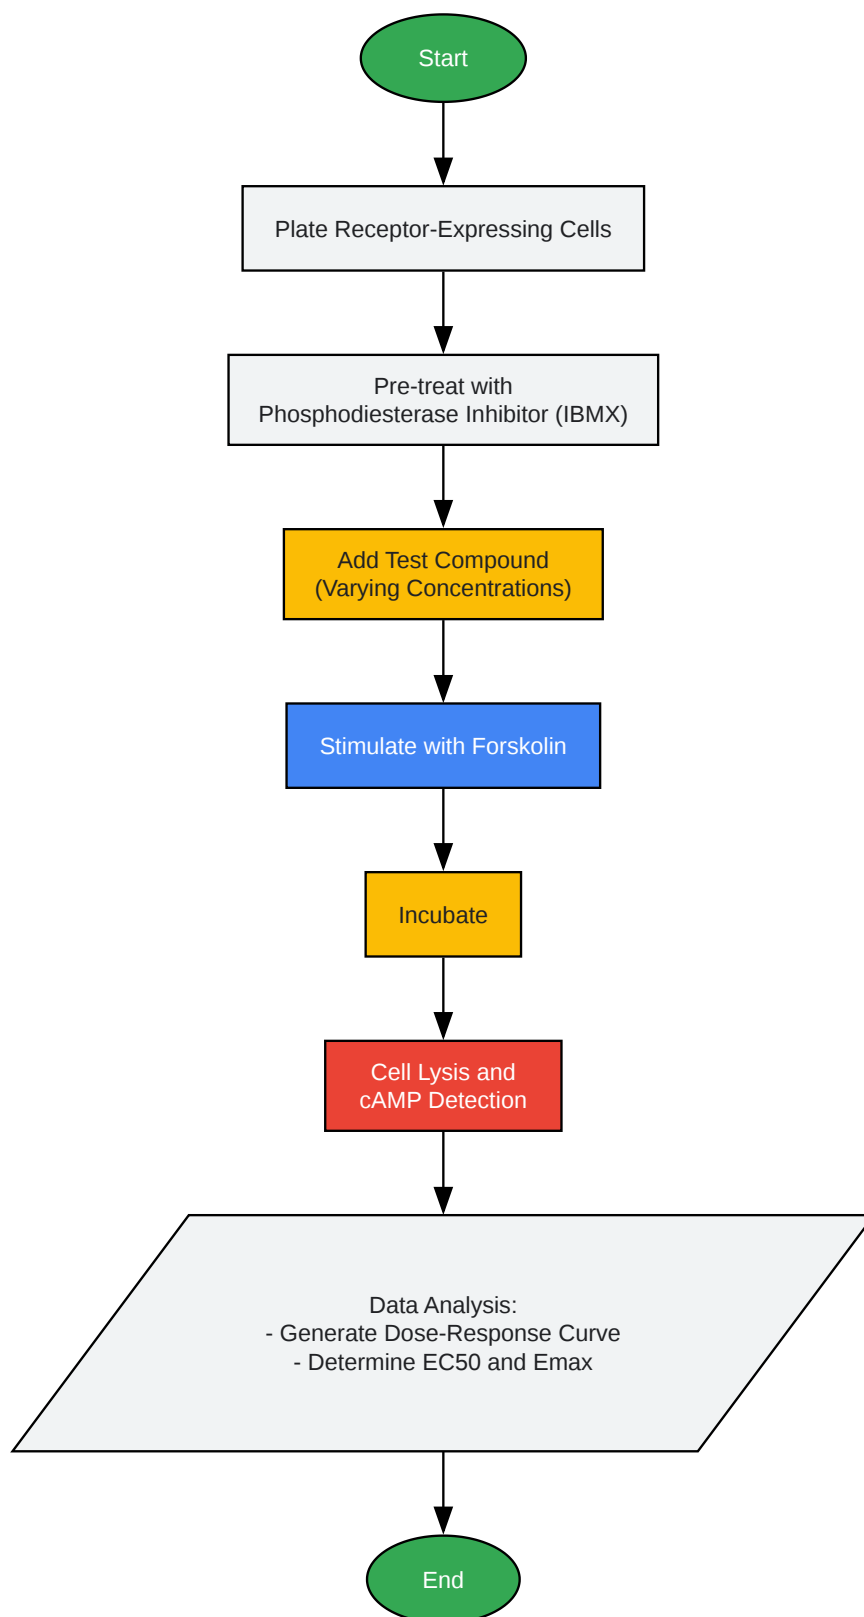 Start
Plate Receptor-Expressing Cells
Pre-treat with
Phosphodiesterase Inhibitor (IBMX)
Add Test Compound
(Varying Concentrations)
Stimulate with Forskolin
Incubate
Cell Lysis and
cAMP Detection
Data Analysis:
- Generate Dose-Response Curve
- Determine EC50 and Emax
End